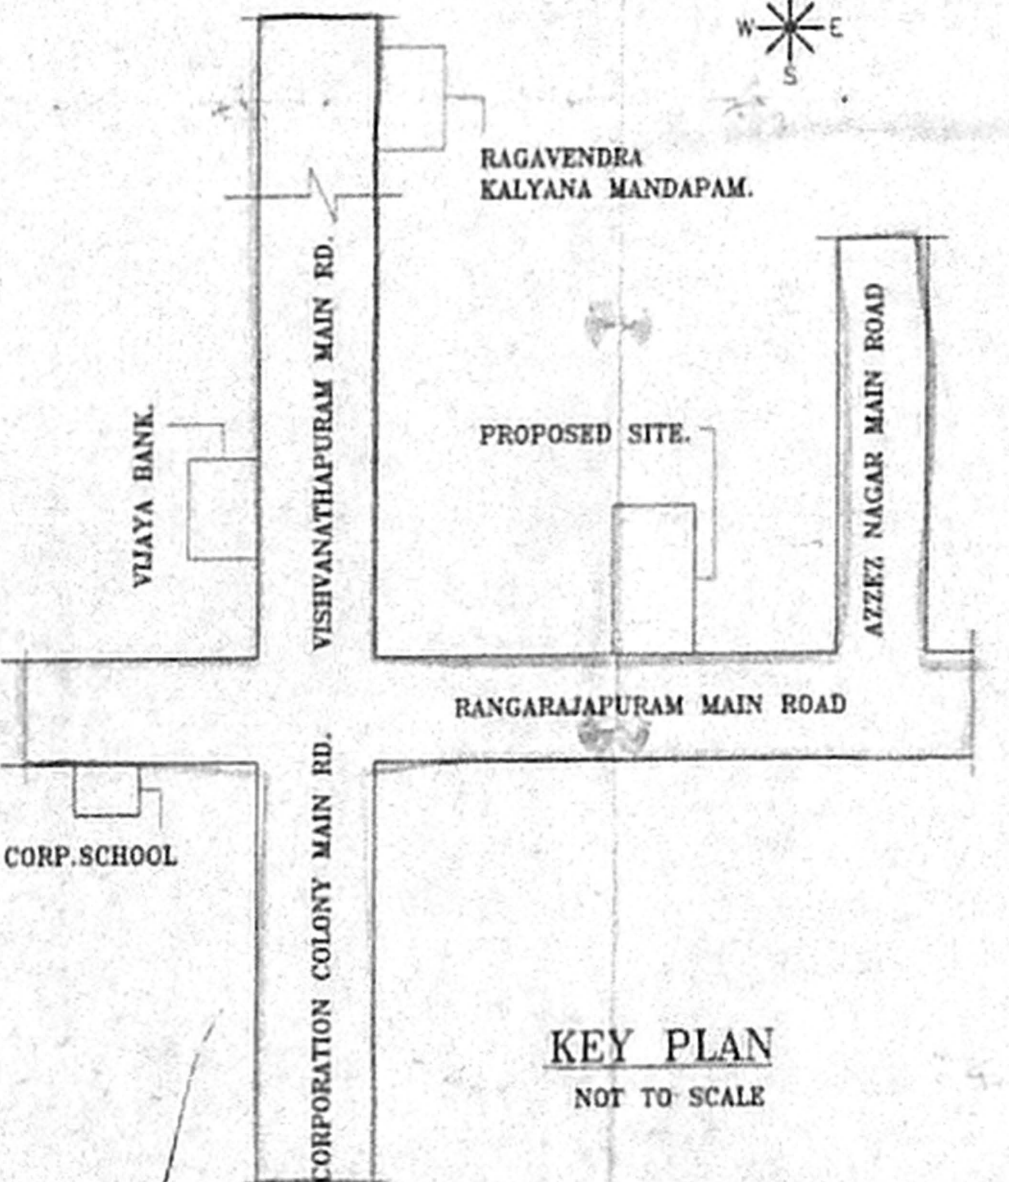 W E
S
RAGAVENDRA
KALYANA MANDAPAM.
VISHVANATHAPURAM MAIN RD.
AZZEZ NAGAR MAIN ROAD
VIJAYA BANK.
PROPOSED SITE.
RANGARAJAPURAM MAIN ROAD
CORPORATION COLONY MAIN RD.
CORP.SCHOOL
KEY PLAN
NOT TO SCALE